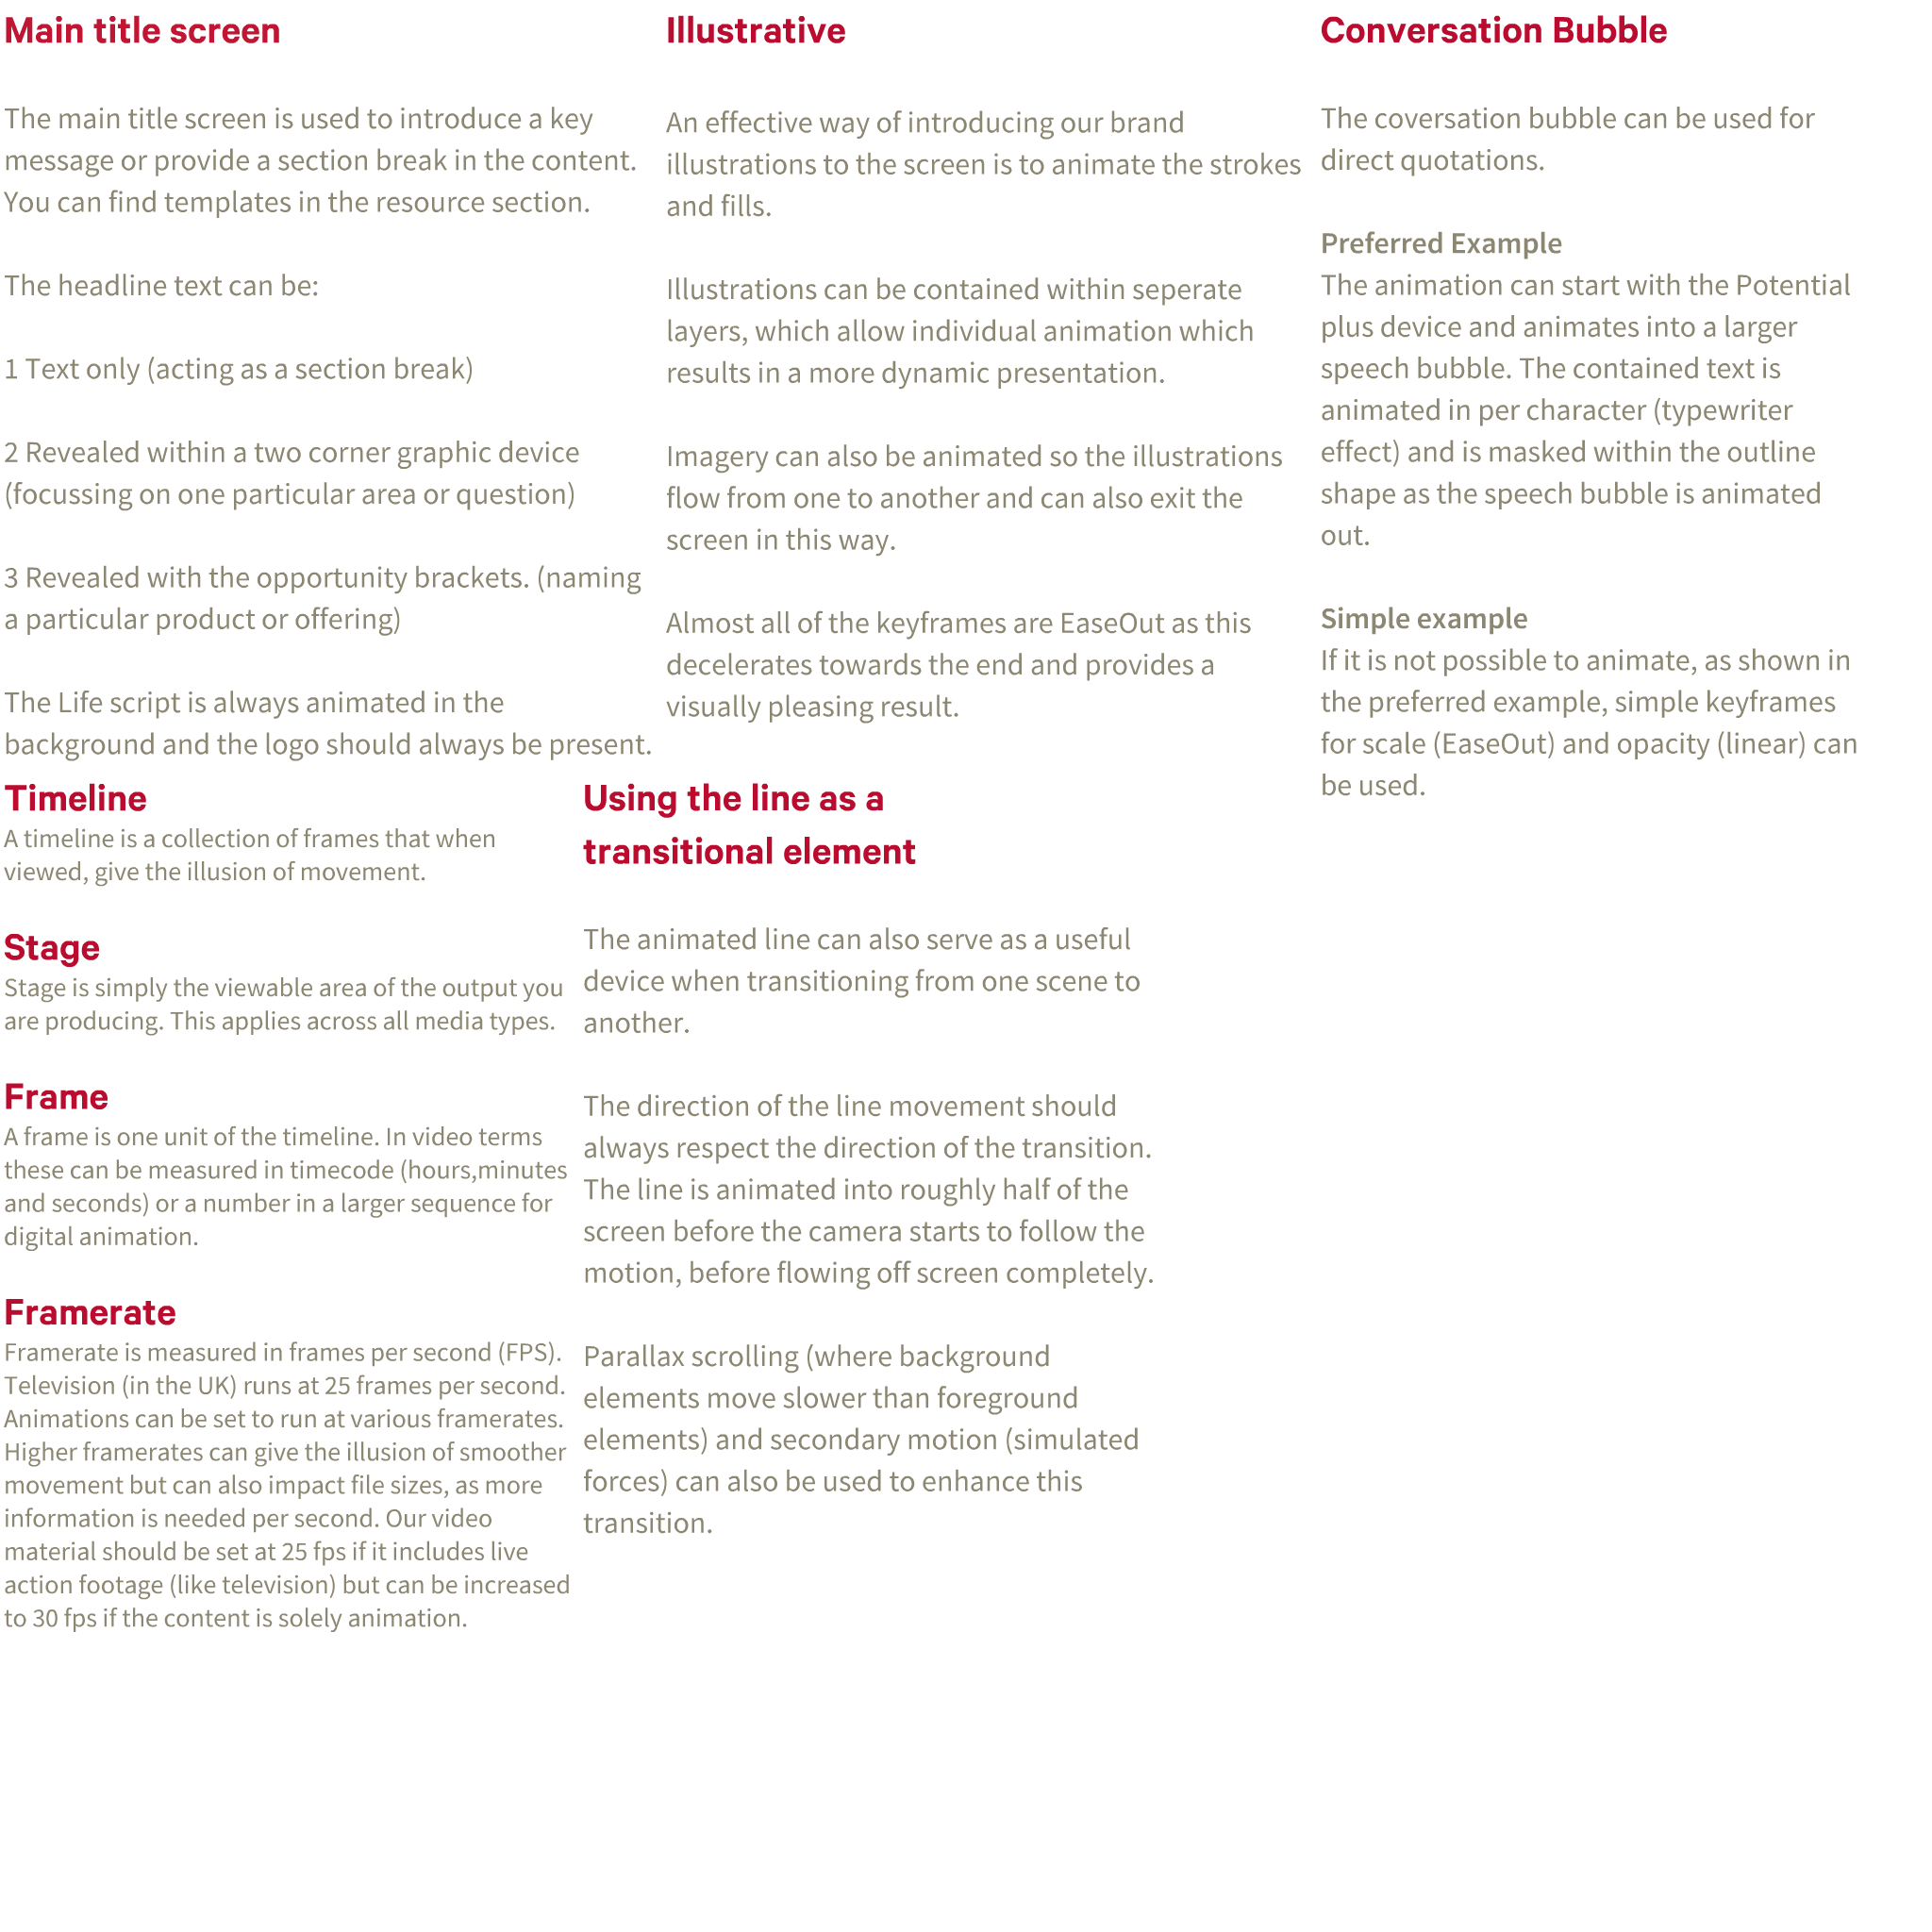 Main title screen
The main title screen is used to introduce a key
message or provide a section break in the content.
You can find templates in the resource section.
The headline text can be:
1 Text only (acting as a section break)
2 Revealed within a two corner graphic device
(focussing on one particular area or question)
3 Revealed with the opportunity brackets. (naming
a particular product or offering)
The Life script is always animated in the
background and the logo should always be present.
Illustrative
An effective way of introducing our brand
illustrations to the screen is to animate the strokes
and fills.
Illustrations can be contained within seperate
layers, which allow individual animation which
results in a more dynamic presentation.
Imagery can also be animated so the illustrations
flow from one to another and can also exit the
screen in this way.
Almost all of the keyframes are EaseOut as this
decelerates towards the end and provides a
visually pleasing result.
Conversation Bubble
The coversation bubble can be used for
direct quotations.
Preferred Example
The animation can start with the Potential
plus device and animates into a larger
speech bubble. The contained text is
animated in per character (typewriter
effect) and is masked within the outline
shape as the speech bubble is animated
out.
Simple example
If it is not possible to animate, as shown in
the preferred example, simple keyframes
for scale (EaseOut) and opacity (linear) can
be used.
Timeline
A timeline is a collection of frames that when
viewed, give the illusion of movement.
Stage
Stage is simply the viewable area of the output you
are producing. This applies across all media types.
Frame
A frame is one unit of the timeline. In video terms
these can be measured in timecode (hours,minutes
and seconds) or a number in a larger sequence for
digital animation.
Framerate
Framerate is measured in frames per second (FPS).
Television (in the UK) runs at 25 frames per second.
Animations can be set to run at various framerates.
Higher framerates can give the illusion of smoother
movement but can also impact file sizes, as more
information is needed per second. Our video
material should be set at 25 fps if it includes live
action footage (like television) but can be increased
to 30 fps if the content is solely animation.
Using the line as a
transitional element
The animated line can also serve as a useful
device when transitioning from one scene to
another.
The direction of the line movement should
always respect the direction of the transition.
The line is animated into roughly half of the
screen before the camera starts to follow the
motion, before flowing off screen completely.
Parallax scrolling (where background
elements move slower than foreground
elements) and secondary motion (simulated
forces) can also be used to enhance this
transition.